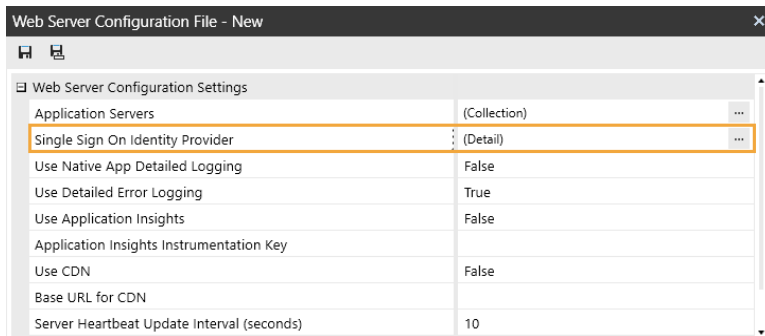 Web Server Configuration File - New
Web Server Configuration Settings
Application Servers (Collection) ...
Single Sign On Identity Provider (Detail) ...
Use Native App Detailed Logging False
Use Detailed Error Logging True
Use Application Insights False
Application Insights Instrumentation Key
Use CDN False
Base URL for CDN
Server Heartbeat Update Interval (seconds) 10